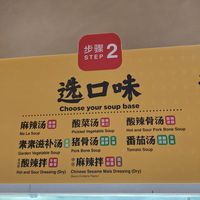 步骤
STEP 2
选口味
Choose your soup base
麻辣汤 酸菜汤 酸辣骨汤
Ma La Soup Pickled Vegetable Soup Hot and Sour Pork Bone Soup
素素滋补汤 猪骨汤 番茄汤
Garden Vegetable Soup Pork Bone Soup Tomato Soup
酸辣拌 麻辣拌
Hot and Sour Dressing (Dry) Chinese Sesame Mala Dressing (Dry)